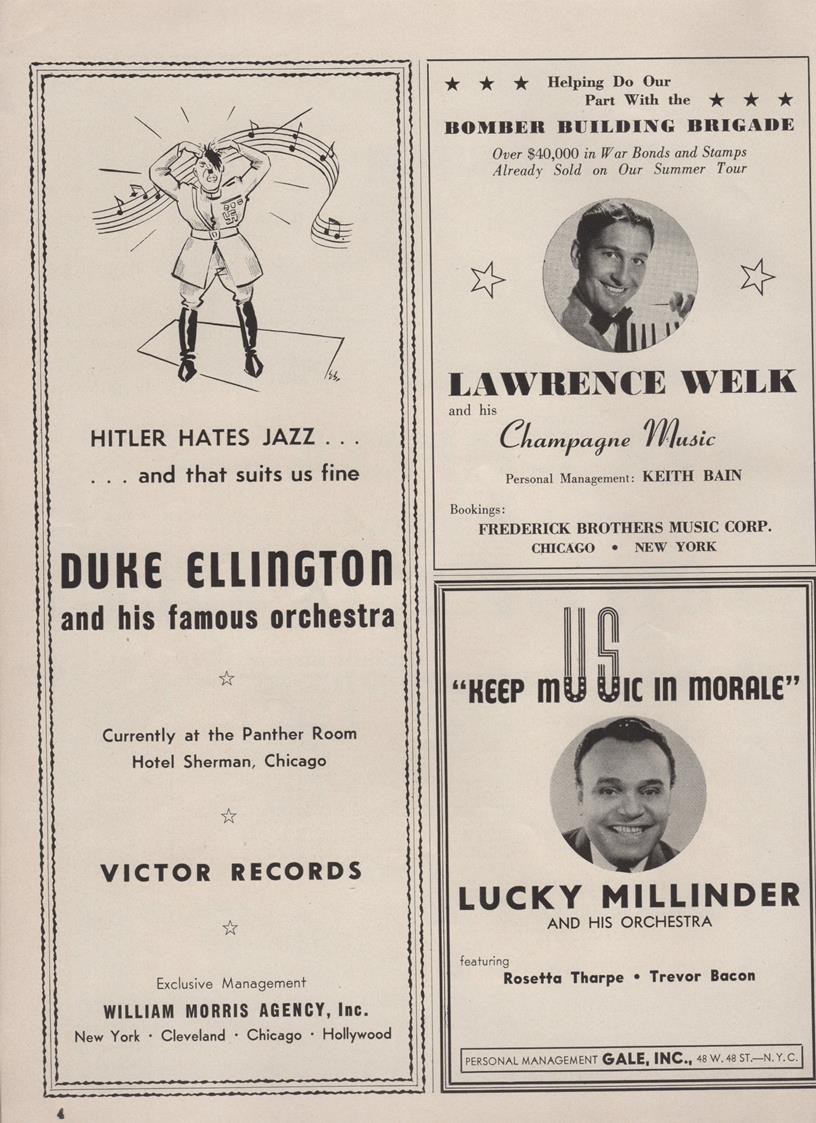 HITLER HATES JAZZ . . .
. . . and that suits us fine
DUKE ELLINGTON
and his famous orchestra
Currently at the Panther Room
Hotel Sherman, Chicago
VICTOR RECORDS
Exclusive Management
WILLIAM MORRIS AGENCY, Inc.
New York · Cleveland · Chicago · Hollywood
Helping Do Our
Part With the
BOMBER BUILDING BRIGADE
Over $40,000 in War Bonds and Stamps
Already Sold on Our Summer Tour
LAWRENCE WELK
and his
Champagne Music
Personal Management: KEITH BAIN
Bookings:
FREDERICK BROTHERS MUSIC CORP.
CHICAGO • NEW YORK
"KEEP MUSIC IN MORALE"
LUCKY MILLINDER
AND HIS ORCHESTRA
featuring
Rosetta Tharpe • Trevor Bacon
PERSONAL MANAGEMENT GALE, INC., 48 W. 48 ST.—N.Y.C.
4